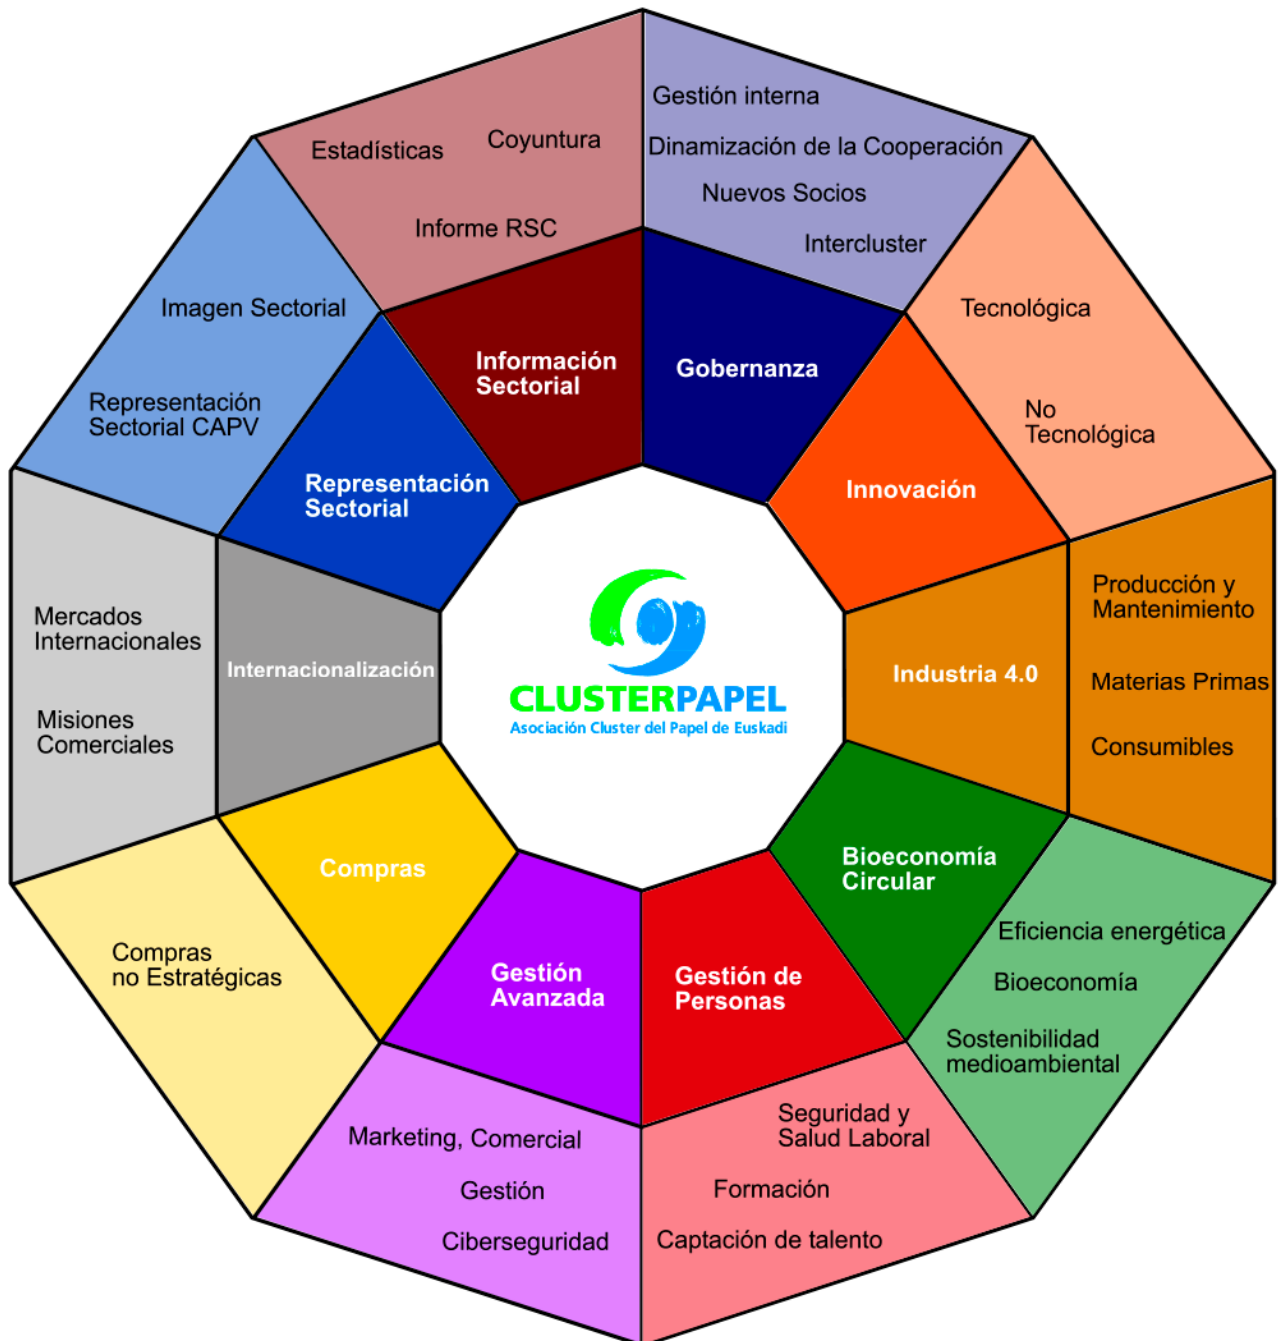 Gestión interna
Dinamización de la Cooperación
Nuevos Socios
Intercluster
Gobernanza
Tecnológica
No
Tecnológica
Innovación
Producción y
Mantenimiento
Materias Primas
Consumibles
Industria 4.0
Eficiencia energética
Bioeconomía
Sostenibilidad
medioambiental
Bioeconomía
Circular
Seguridad y
Salud Laboral
Formación
Captación de talento
Gestión de
Personas
Marketing, Comercial
Gestión
Ciberseguridad
Gestión
Avanzada
Compras
no Estratégicas
Compras
Mercados
Internacionales
Misiones
Comerciales
Internacionalización
Imagen Sectorial
Representación
Sectorial CAPV
Representación
Sectorial
Estadísticas
Coyuntura
Informe RSC
Información
Sectorial
CLUSTERPAPEL
Asociación Cluster del Papel de Euskadi